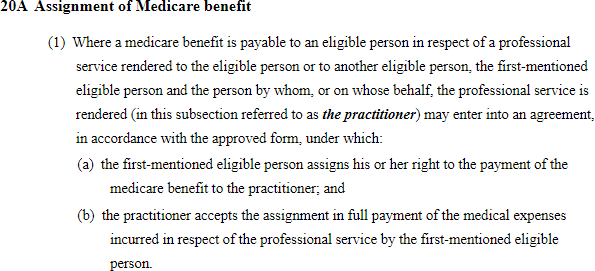 20A Assignment of Medicare benefit
(1) Where a medicare benefit is payable to an eligible person in respect of a professional
service rendered to the eligible person or to another eligible person, the first-mentioned
eligible person and the person by whom, or on whose behalf, the professional service is
rendered (in this subsection referred to as the practitioner) may enter into an agreement,
in accordance with the approved form, under which:
(a) the first-mentioned eligible person assigns his or her right to the payment of the
medicare benefit to the practitioner; and
(b) the practitioner accepts the assignment in full payment of the medical expenses
incurred in respect of the professional service by the first-mentioned eligible
person.